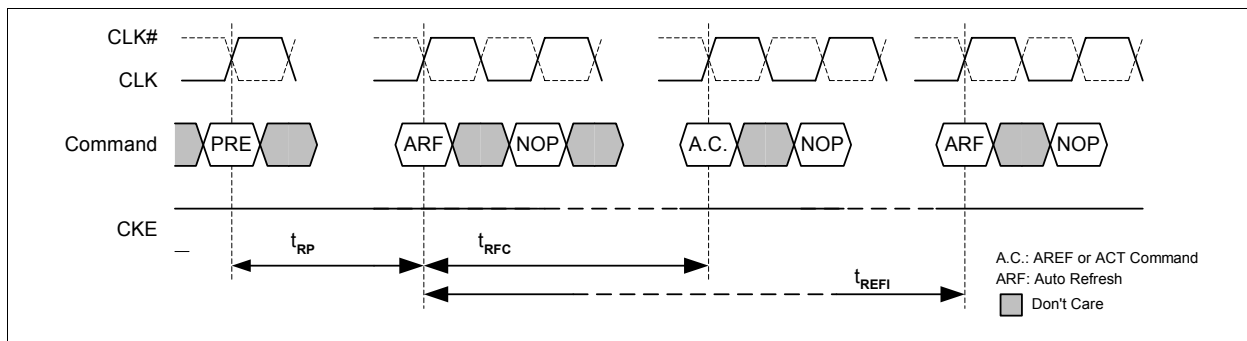 CLK#
CLK
Command
PRE
ARF
NOP
A.C.
NOP
ARF
NOP
CKE
tRP
tRFC
tREFI
A.C.: AREF or ACT Command
ARF: Auto Refresh
Don't Care